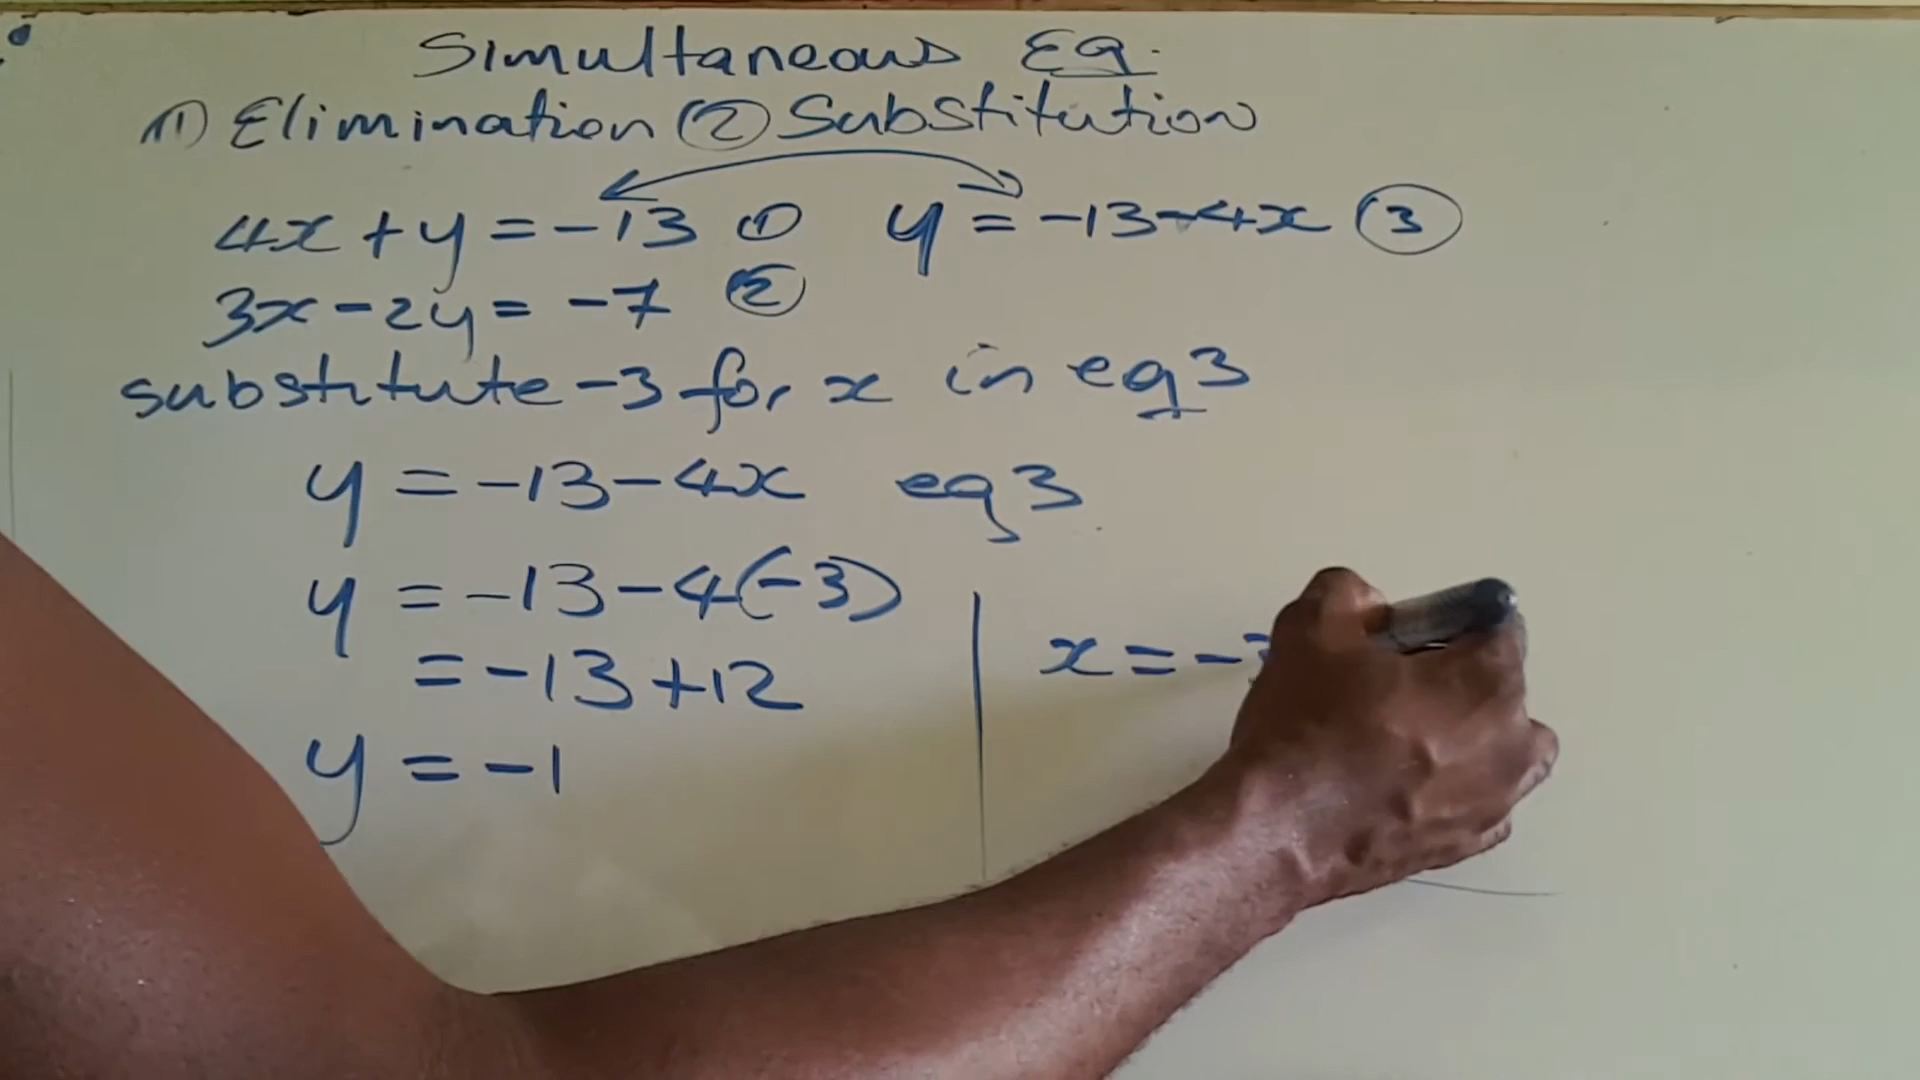 Simultaneous Eq.
(1) Elimination (2) Substitution
4x + y = -13 (1) y = -13-4x (3)
3x - 2y = -7 (2)
substitute -3 for x in eq 3
y = -13 - 4x eq 3
y = -13 - 4(-3)
= -13 + 12 x = -3
y = -1